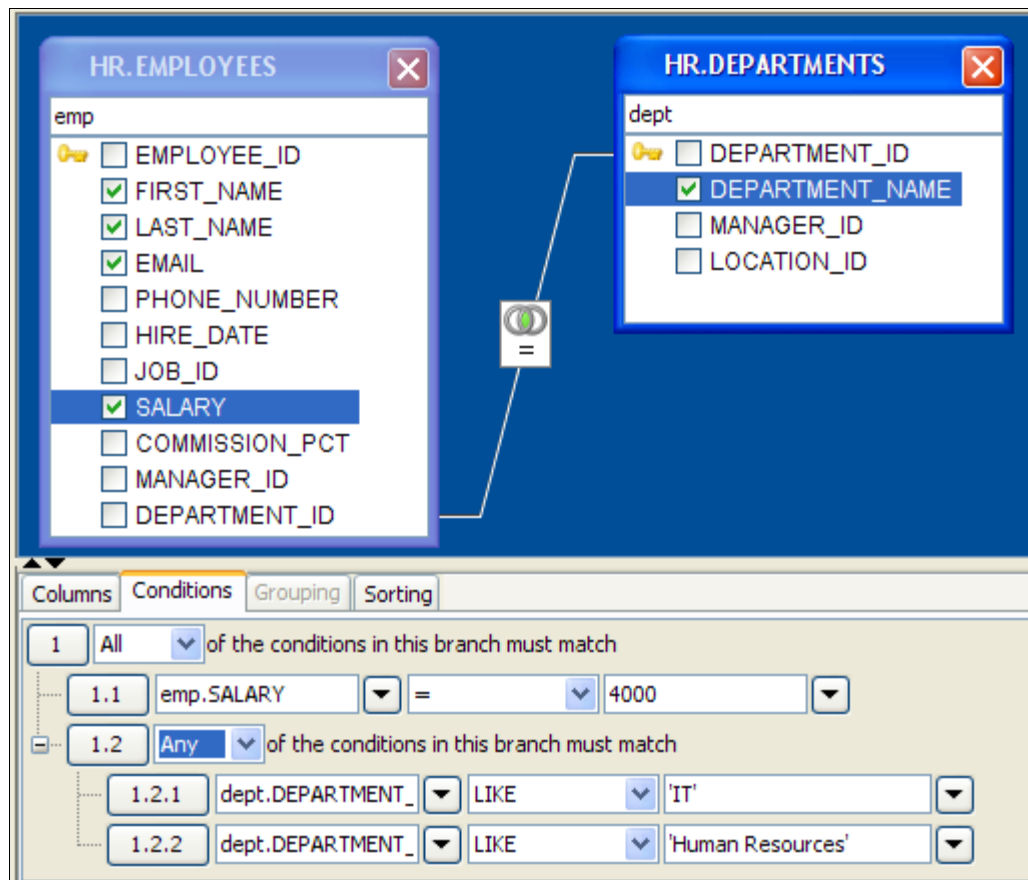 HR.EMPLOYEES
emp
EMPLOYEE_ID
FIRST_NAME
LAST_NAME
EMAIL
PHONE_NUMBER
HIRE_DATE
JOB_ID
SALARY
COMMISSION_PCT
MANAGER_ID
DEPARTMENT_ID
=
HR.DEPARTMENTS
dept
DEPARTMENT_ID
DEPARTMENT_NAME
MANAGER_ID
LOCATION_ID
Columns Conditions Grouping Sorting
1 All of the conditions in this branch must match
1.1 emp.SALARY = 4000
1.2 Any of the conditions in this branch must match
1.2.1 dept.DEPARTMENT_ LIKE 'IT'
1.2.2 dept.DEPARTMENT_ LIKE 'Human Resources'